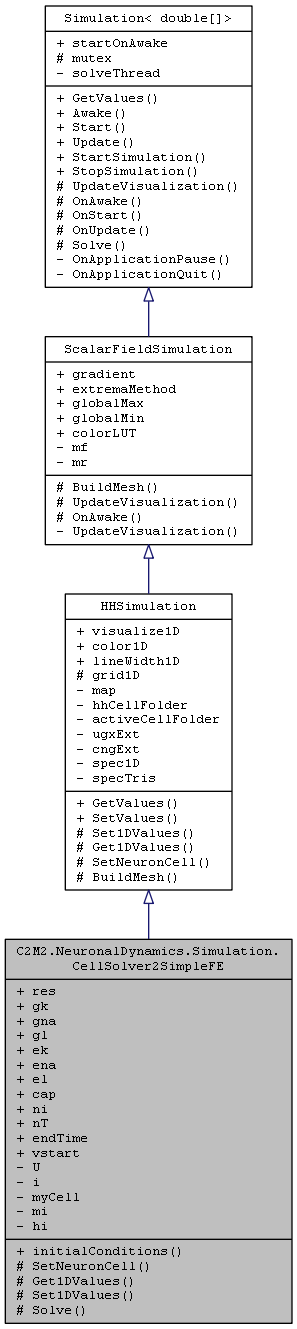 Simulation< double[]>
+ startOnAwake
# mutex
- solveThread
+ GetValues()
+ Awake()
+ Start()
+ Update()
+ StartSimulation()
+ StopSimulation()
# UpdateVisualization()
# OnAwake()
# OnStart()
# OnUpdate()
# Solve()
- OnApplicationPause()
- OnApplicationQuit()
ScalarFieldSimulation
+ gradient
+ extremaMethod
+ globalMax
+ globalMin
+ colorLUT
- mf
- mr
# BuildMesh()
# UpdateVisualization()
# OnAwake()
- UpdateVisualization()
HHSimulation
+ visualize1D
+ color1D
+ lineWidth1D
# grid1D
- map
- hhCellFolder
- activeCellFolder
- ugxExt
- cngExt
- spec1D
- specTris
+ GetValues()
+ SetValues()
# Set1DValues()
# Get1DValues()
# SetNeuronCell()
# BuildMesh()
C2M2.NeuronalDynamics.Simulation.
CellSolver2SimpleFE
+ res
+ gk
+ gna
+ gl
+ ek
+ ena
+ el
+ cap
+ ni
+ nT
+ endTime
+ vstart
- U
- i
- myCell
- mi
- hi
+ initialConditions()
# SetNeuronCell()
# Get1DValues()
# Set1DValues()
# Solve()